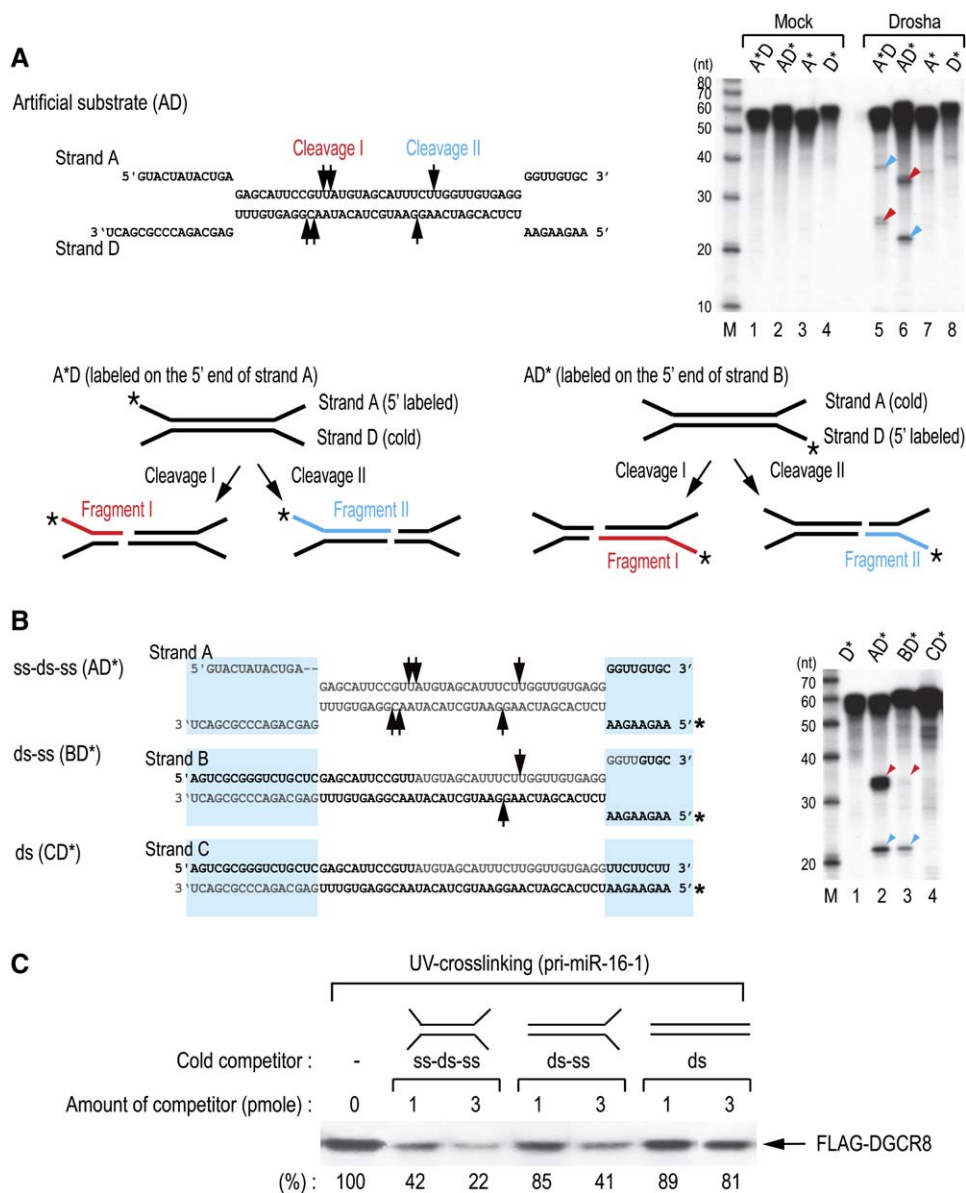 A
Artificial substrate (AD)
Strand A
Cleavage I
Cleavage II
5'GUACUAUACUGA
GGUUGUGC 3'
GAGCAUUCCGUUAUGUAGCAUUUCUUGGUUGUGAGG
UUUGUGAGGCAAUACAUCGUAAGGAACUAGCACUCU
3'UCAGCGCCCAGACGAG
AAGAAGAA 5'
Strand D
Mock
Drosha
(nt)
A*D AD* A* D*
A*D AD* A* D*
80
70
60
50
40
30
20
10
M 1 2 3 4 5 6 7 8
A*D (labeled on the 5' end of strand A)
*
Strand A (5' labeled)
Strand D (cold)
Cleavage I
Cleavage II
Fragment I
*
Fragment II
*
AD* (labeled on the 5' end of strand B)
Strand A (cold)
Strand D (5' labeled)
*
Cleavage I
Cleavage II
Fragment I
*
Fragment II
*
B
ss-ds-ss (AD*)
Strand A
5'GUACUAUACUGA--
GGUUGUGC 3'
GAGCAUUCCGUUAUGUAGCAUUUCUUGGUUGUGAGG
UUUGUGAGGCAAUACAUCGUAAGGAACUAGCACUCU
3'UCAGCGCCCAGACGAG
AAGAAGAA 5'*
ds-ss (BD*)
Strand B
GGUUGUGC 3'
5'AGUCGCGGGUCUGCUCGAGCAUUCCGUUAUGUAGCAUUUCUUGGUUGUGAGG
3'UCAGCGCCCAGACGAGUUUGUGAGGCAAUACAUCGUAAGGAACUAGCACUCU
AAGAAGAA 5'*
ds (CD*)
Strand C
5'AGUCGCGGGUCUGCUCGAGCAUUCCGUUAUGUAGCAUUUCUUGGUUGUGAGGUUCUUCUU 3'
3'UCAGCGCCCAGACGAGUUUGUGAGGCAAUACAUCGUAAGGAACUAGCACUCUAAGAAGAA 5'*
(nt)
D* AD* BD* CD*
70
60
50
40
30
20
M 1 2 3 4
C
UV-crosslinking (pri-miR-16-1)
Cold competitor : - ss-ds-ss ds-ss ds
Amount of competitor (pmole) : 0 1 3 1 3 1 3
FLAG-DGCR8
(%) : 100 42 22 85 41 89 81